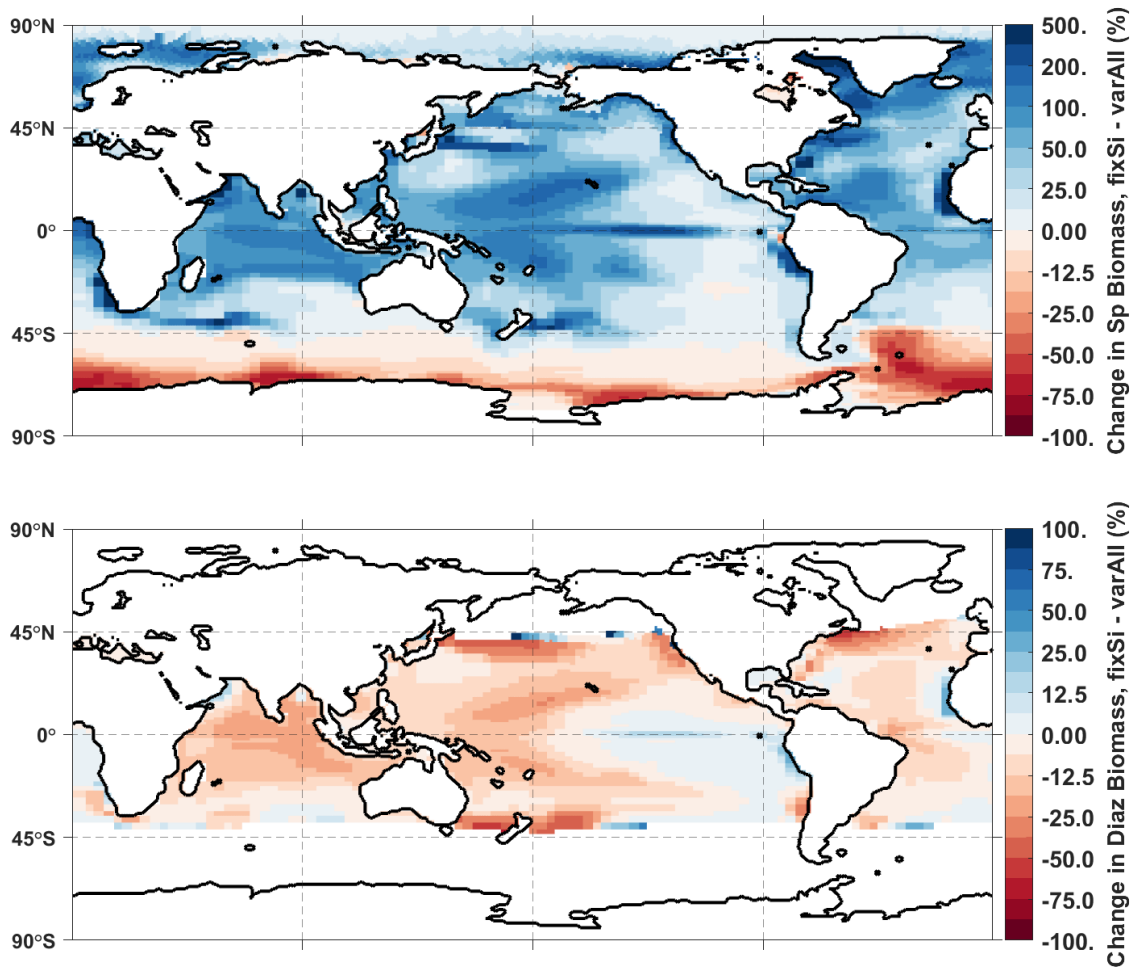 90°N
45°N
0°
45°S
90°S
500.
200.
100.
50.0
25.0
0.00
-12.5
-25.0
-50.0
-75.0
-100.
Change in Sp Biomass, fixSi - varAll (%)
90°N
45°N
0°
45°S
90°S
100.
75.
50.0
25.0
12.5
0.00
-12.5
-25.0
-50.0
-75.0
-100.
Change in Diaz Biomass, fixSi - varAll (%)